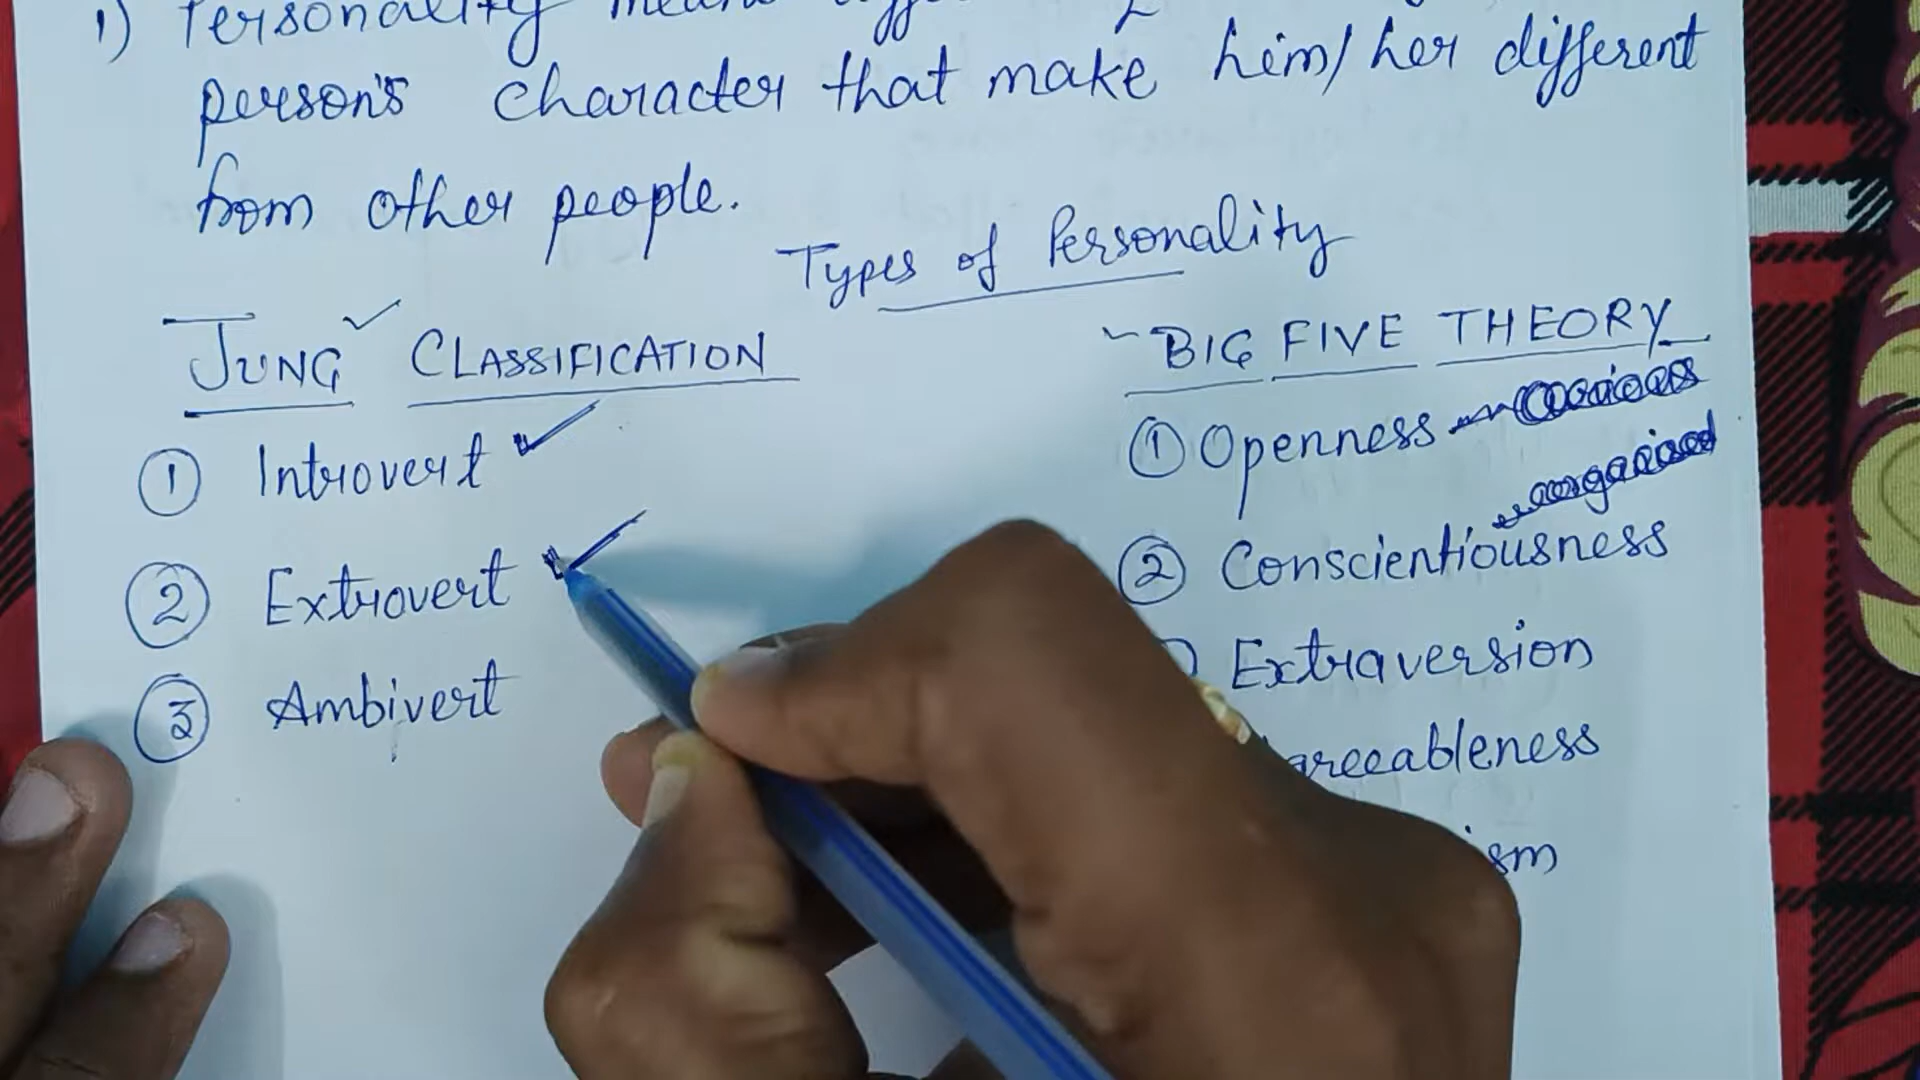 1) Personality means
person's character that make him/her different
from other people.
Types of Personality
JUNG CLASSIFICATION
① Introvert
② Extrovert
③ Ambivert
BIG FIVE THEORY
① Openness
② Conscientiousness
Extraversion
greeableness
sm